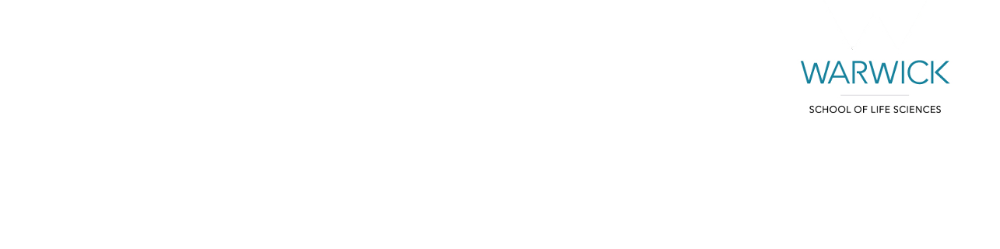 WARWICK
SCHOOL OF LIFE SCIENCES